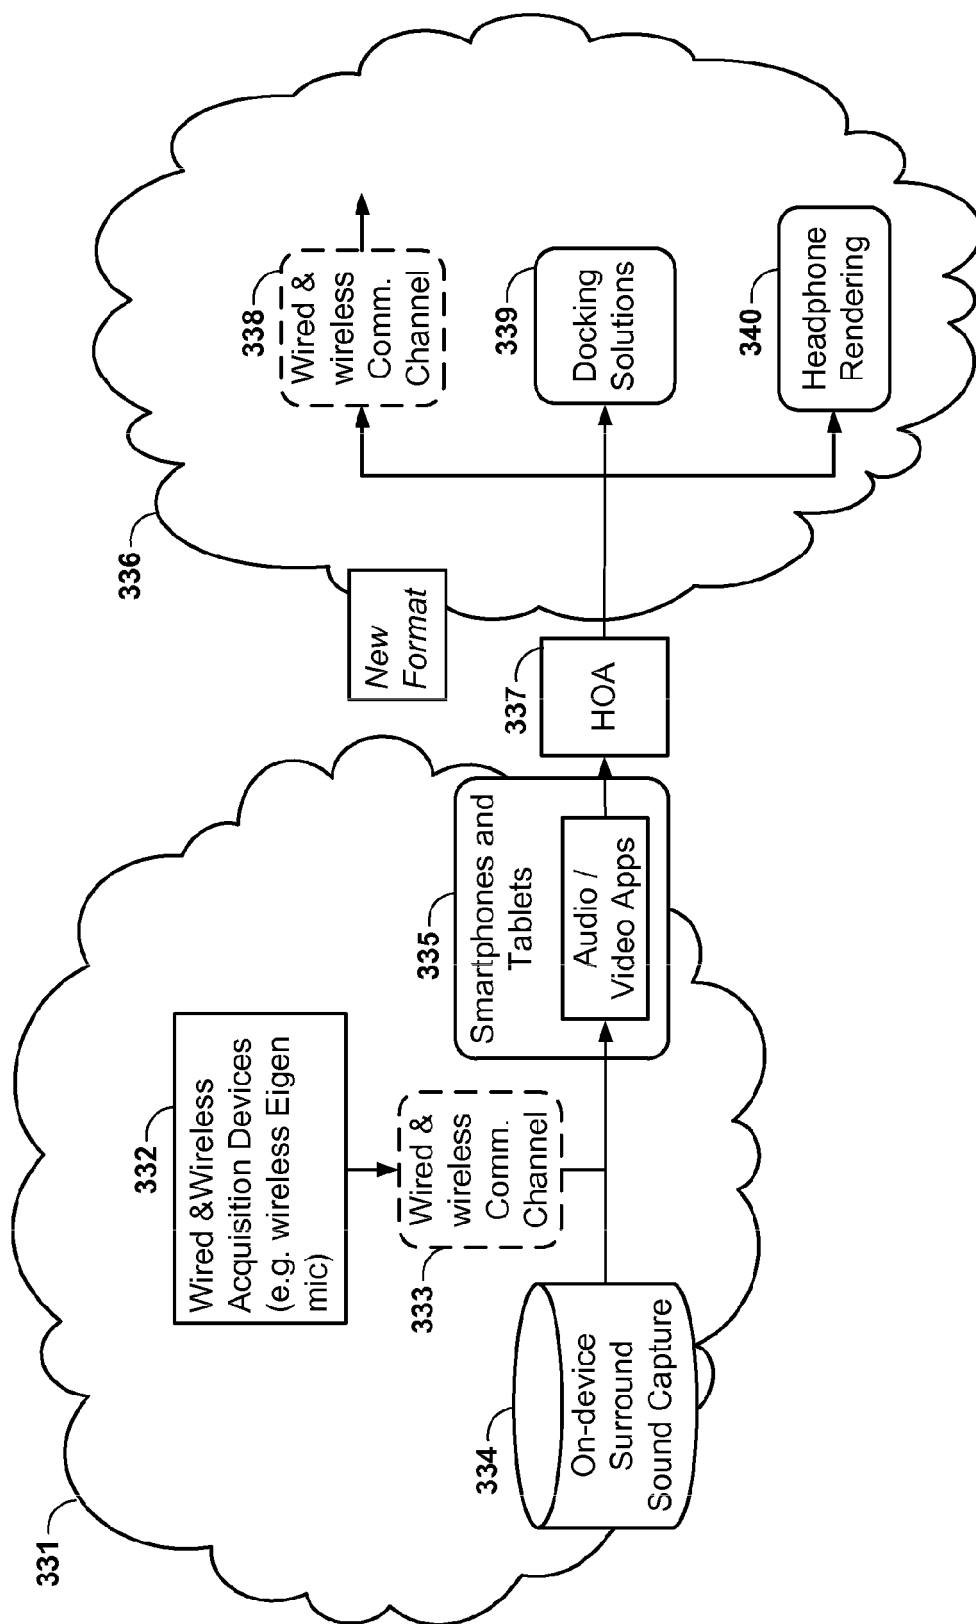 331
332
Wired &Wireless
Acquisition Devices
(e.g. wireless Eigen
mic)
333
Wired &
wireless
Comm.
Channel
334
On-device
Surround
Sound Capture
335
Smartphones and
Tablets
Audio /
Video Apps
New
Format
337
HOA
336
338
Wired &
wireless
Comm.
Channel
339
Docking
Solutions
340
Headphone
Rendering